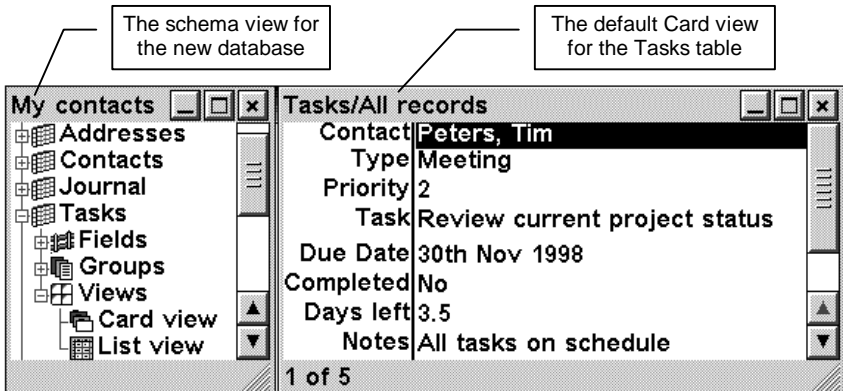 The schema view for
the new database
The default Card view
for the Tasks table
My contacts
Addresses
Contacts
Journal
Tasks
Fields
Groups
Views
Card view
List view
Tasks/All records
Contact Peters, Tim
Type Meeting
Priority 2
Task Review current project status
Due Date 30th Nov 1998
Completed No
Days left 3.5
Notes All tasks on schedule
1 of 5